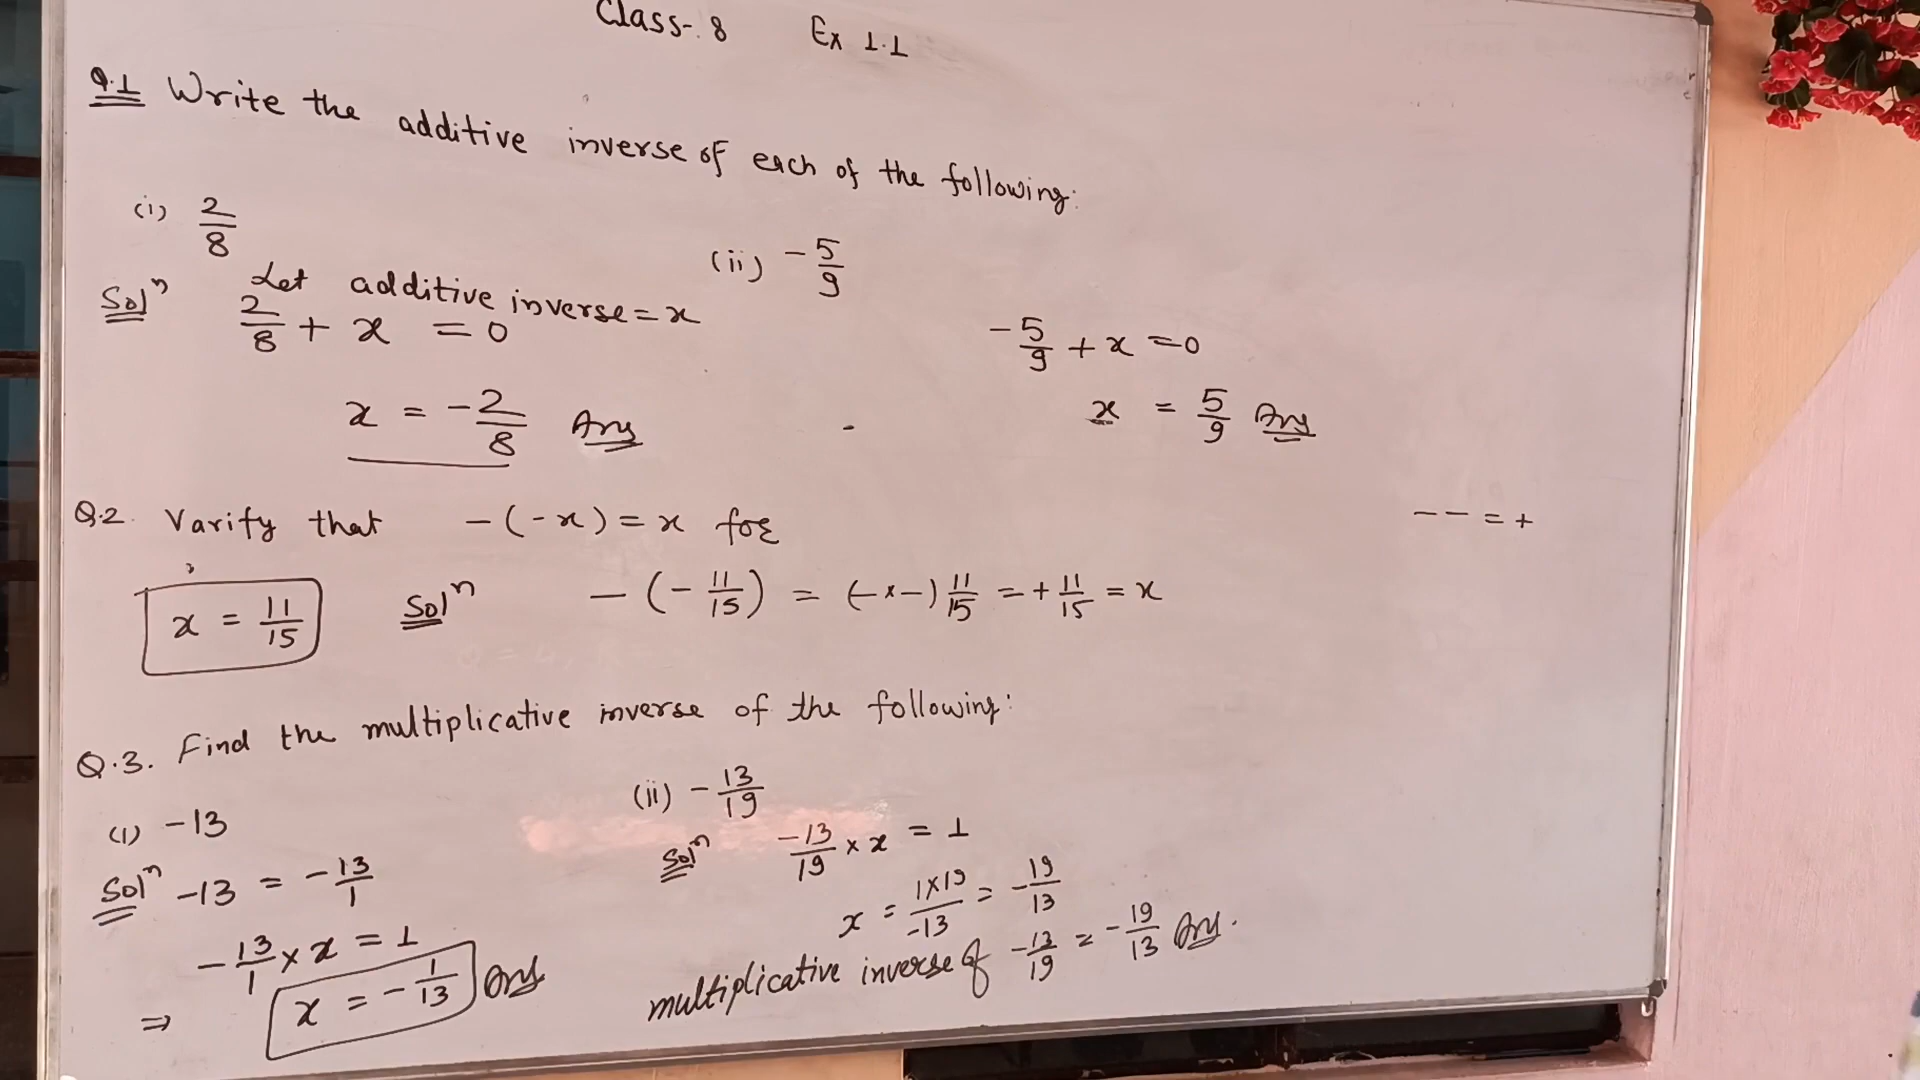 Class-8 Ex 1.1
Q.1 Write the additive inverse of each of the following:
(i) 2/8 (ii) -5/9
Solⁿ Let additive inverse = x
2/8 + x = 0
x = -2/8 Ans
-5/9 + x = 0
x = 5/9 Ans
Q.2. Varify that -(-x) = x for
- - = +
x = 11/15 Solⁿ -(-11/15) = (-×-) 11/15 = +11/15 = x
Q.3. Find the multiplicative inverse of the following:
(i) -13
Solⁿ -13 = -13/1
-13/1 × x = 1
⇒ x = -1/13 Ans
(ii) -13/19
Solⁿ -13/19 × x = 1
x = 1×19/-13 = -19/13
multiplicative inverse of -13/19 = -19/13 Ans.